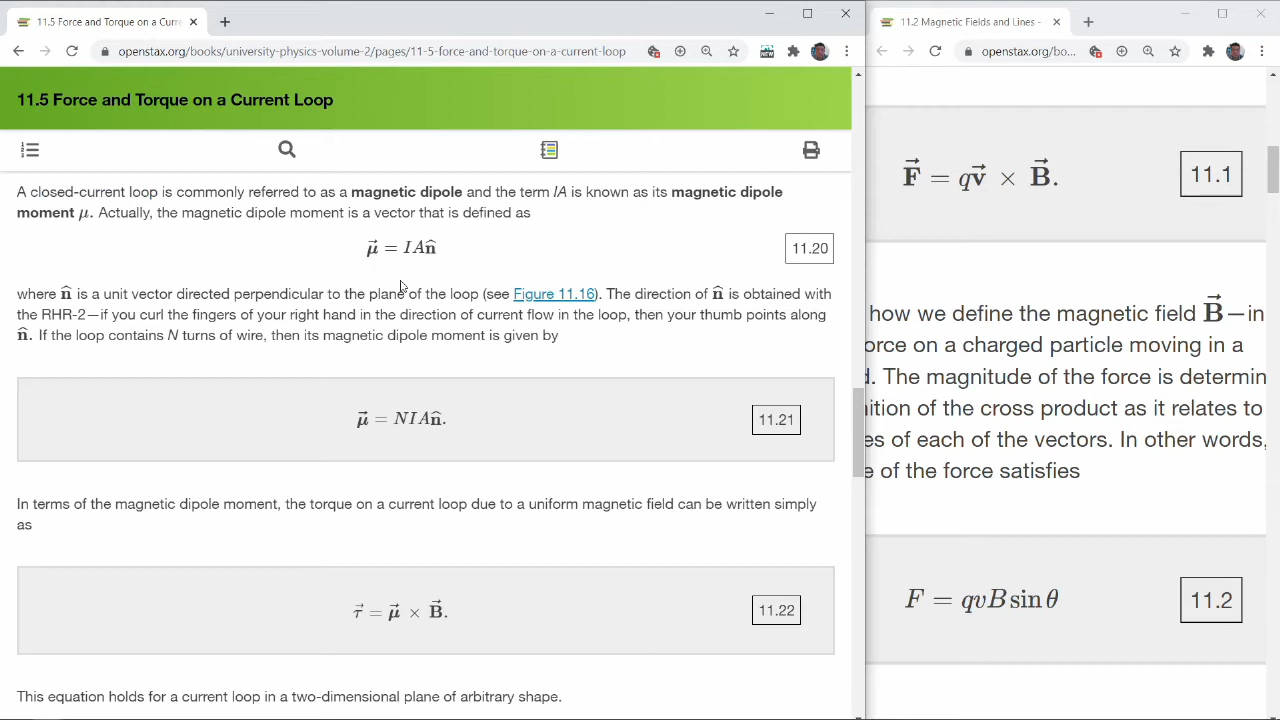 11.5 Force and Torque on a Curre
openstax.org/books/university-physics-volume-2/pages/11-5-force-and-torque-on-a-current-loop
NEW
11.5 Force and Torque on a Current Loop
A closed-current loop is commonly referred to as a magnetic dipole and the term IA is known as its magnetic dipole
moment μ. Actually, the magnetic dipole moment is a vector that is defined as
μ⃗ = IAn̂
11.20
where n̂ is a unit vector directed perpendicular to the plane of the loop (see Figure 11.16). The direction of n̂ is obtained with
the RHR-2—if you curl the fingers of your right hand in the direction of current flow in the loop, then your thumb points along
n̂. If the loop contains N turns of wire, then its magnetic dipole moment is given by
μ⃗ = NIAn̂.
11.21
In terms of the magnetic dipole moment, the torque on a current loop due to a uniform magnetic field can be written simply
as
τ⃗ = μ⃗ × B⃗.
11.22
This equation holds for a current loop in a two-dimensional plane of arbitrary shape.
11.2 Magnetic Fields and Lines -
openstax.org/bo...
F⃗ = qv⃗ × B⃗.
11.1
how we define the magnetic field B⃗—in
orce on a charged particle moving in a
d. The magnitude of the force is determin
nition of the cross product as it relates to
es of each of the vectors. In other words,
e of the force satisfies
F = qvB sin θ
11.2